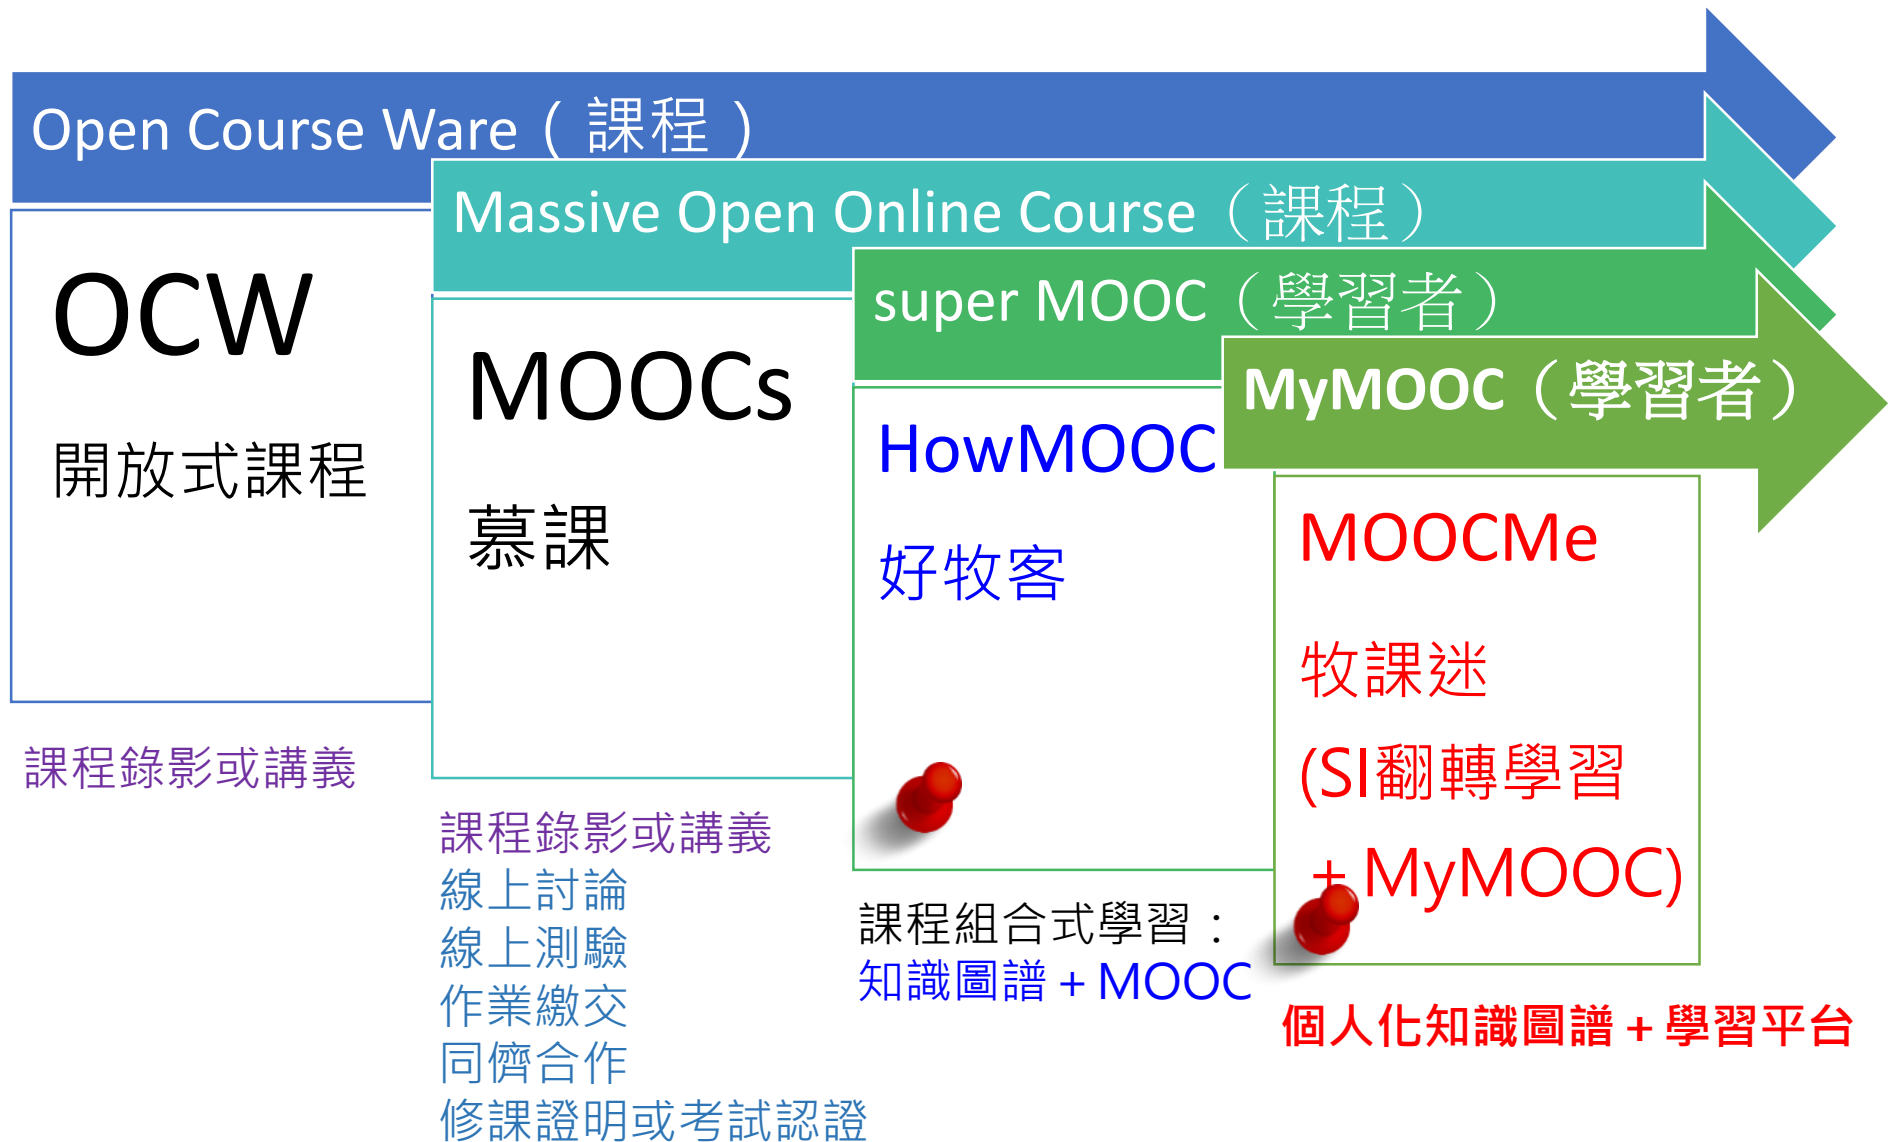 Open Course Ware（課程）
OCW
開放式課程
課程錄影或講義
Massive Open Online Course（課程）
MOOCs
慕課
課程錄影或講義
線上討論
線上測驗
作業繳交
同儕合作
修課證明或考試認證
super MOOC（學習者）
HowMOOC
好牧客
課程組合式學習：
知識圖譜+MOOC
MyMOOC（學習者）
MOOCMe
牧課迷
(SI翻轉學習
+MyMOOC)
個人化知識圖譜+學習平台